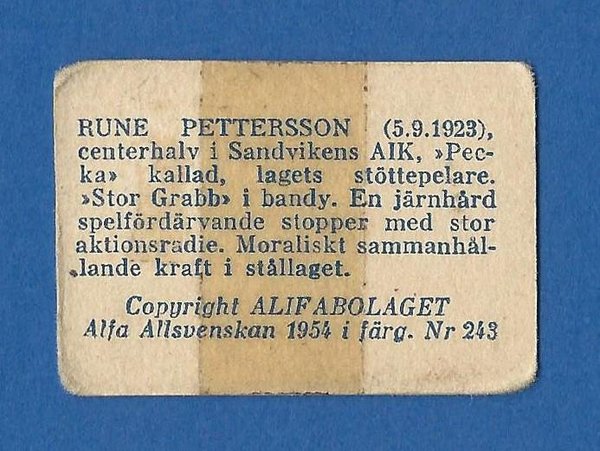 RUNE PETTERSSON (5.9.1923),
centerhalv i Sandvikens AIK, »Pec-
ka» kallad, lagets stöttepelare.
»Stor Grabb» i bandy. En järnhård
spelfördärvande stopper med stor
aktionsradie. Moraliskt sammanhål-
lande kraft i stållaget.
Copyright ALIFABOLAGET
Alfa Allsvenskan 1954 i färg. Nr 243